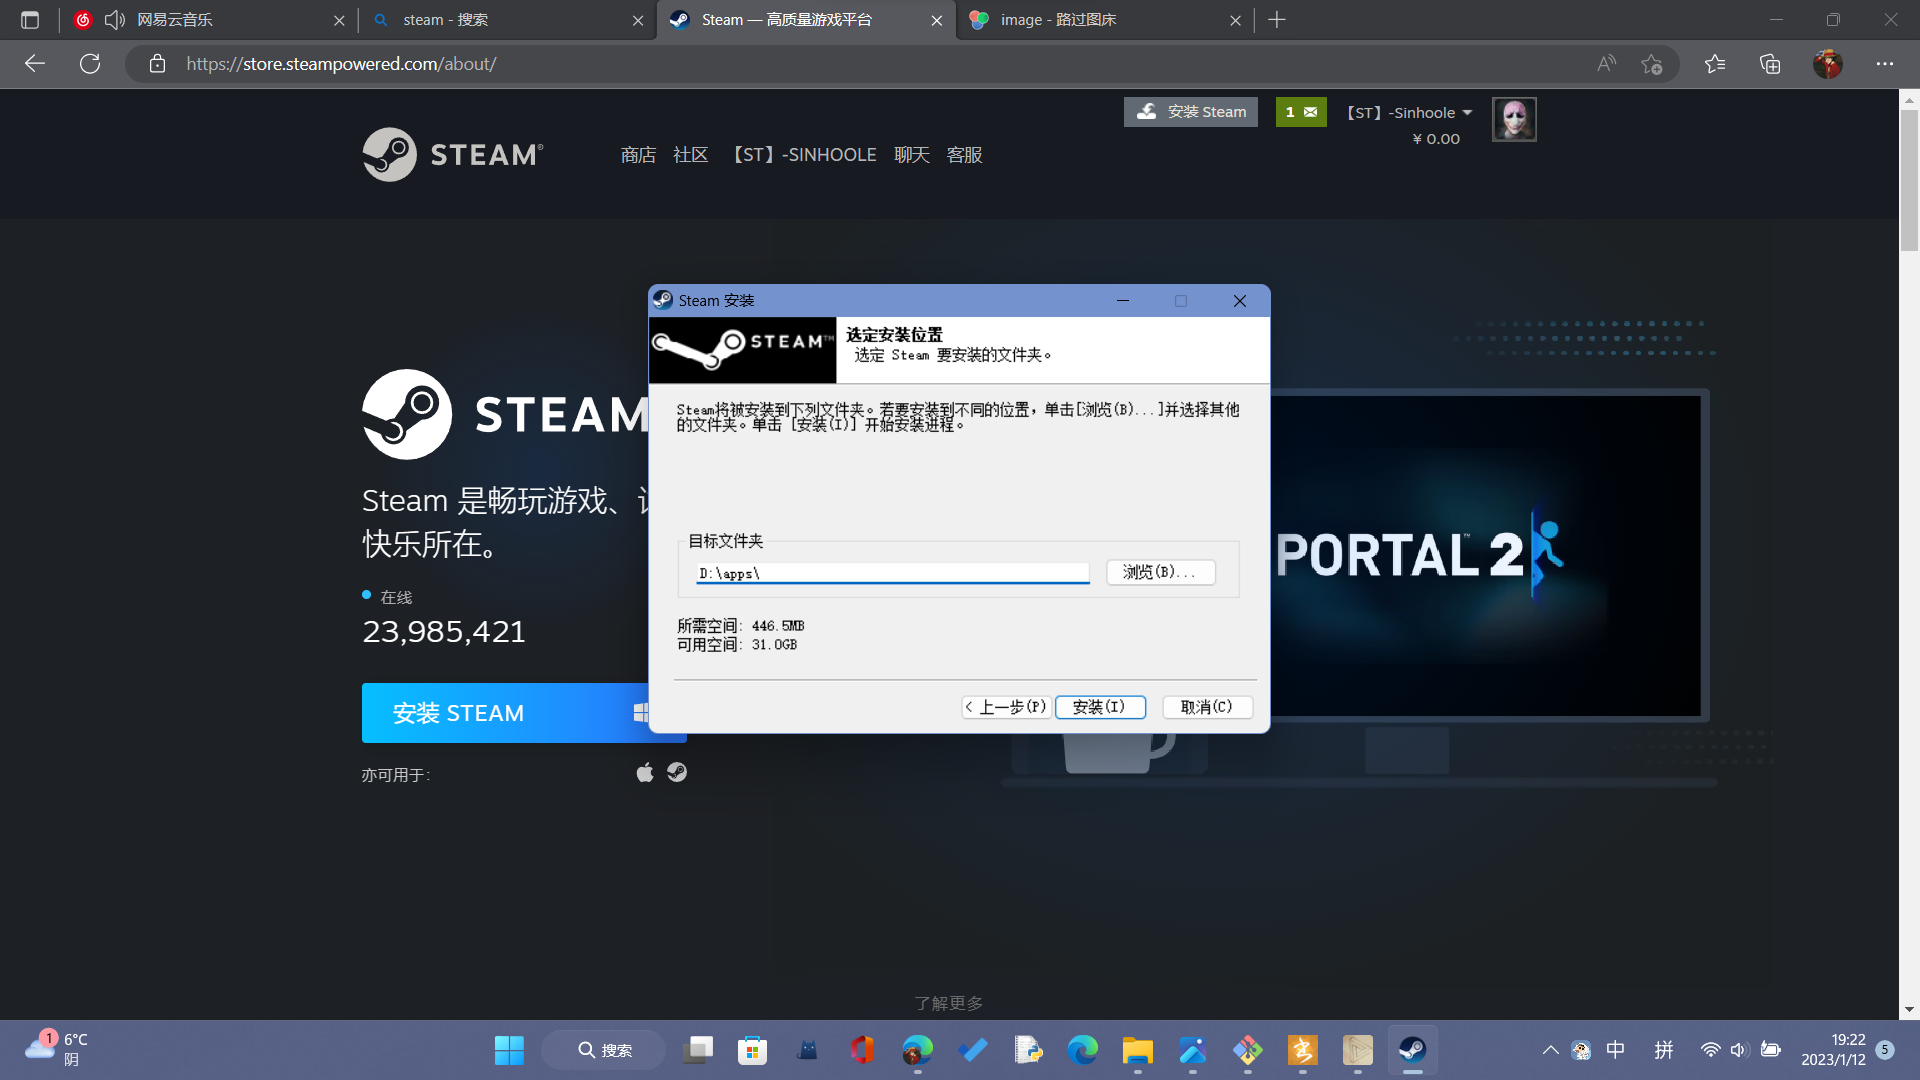 网易云音乐
steam - 搜索
Steam — 高质量游戏平台
image - 路过图床
https://store.steampowered.com/about/
安装 Steam
1
【ST】-Sinhoole
¥ 0.00
STEAM®
商店 社区 【ST】-SINHOOLE 聊天 客服
Steam 安装
STEAM™
选定安装位置
选定 Steam 要安装的文件夹。
Steam将被安装到下列文件夹。若要安装到不同的位置，单击[浏览(B)...]并选择其他
的文件夹。单击 [安装(I)] 开始安装进程。
目标文件夹
D:\apps\
浏览(B)...
所需空间: 446.5MB
可用空间: 31.0GB
< 上一步(P)
安装(I)
取消(C)
STEAM
Steam 是畅玩游戏、
快乐所在。
在线
23,985,421
安装 STEAM
亦可用于:
PORTAL™ 2
了解更多
1
6°C
阴
搜索
中
拼
19:22
2023/1/12
5